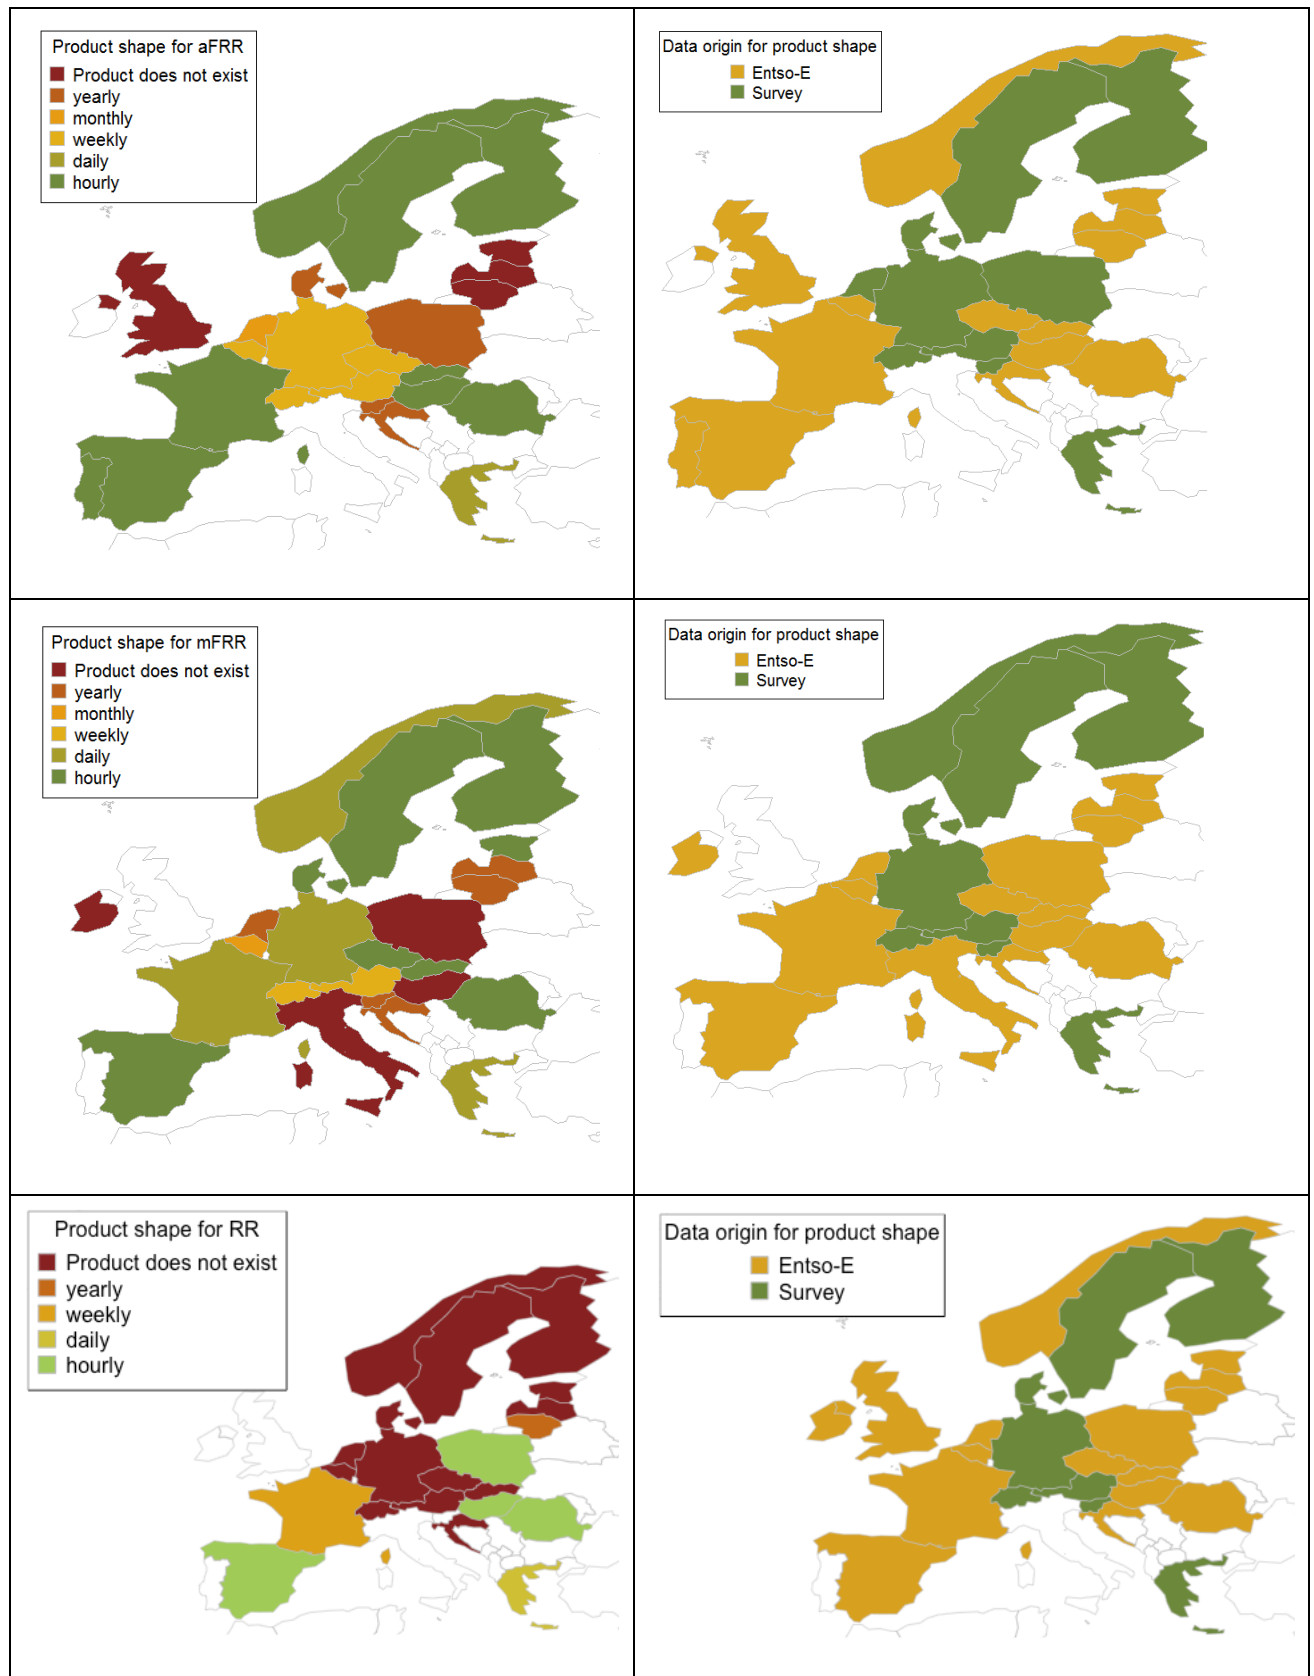 Product shape for aFRR
Product does not exist
yearly
monthly
weekly
daily
hourly
Data origin for product shape
Entso-E
Survey
Product shape for mFRR
Product does not exist
yearly
monthly
weekly
daily
hourly
Data origin for product shape
Entso-E
Survey
Product shape for RR
Product does not exist
yearly
weekly
daily
hourly
Data origin for product shape
Entso-E
Survey